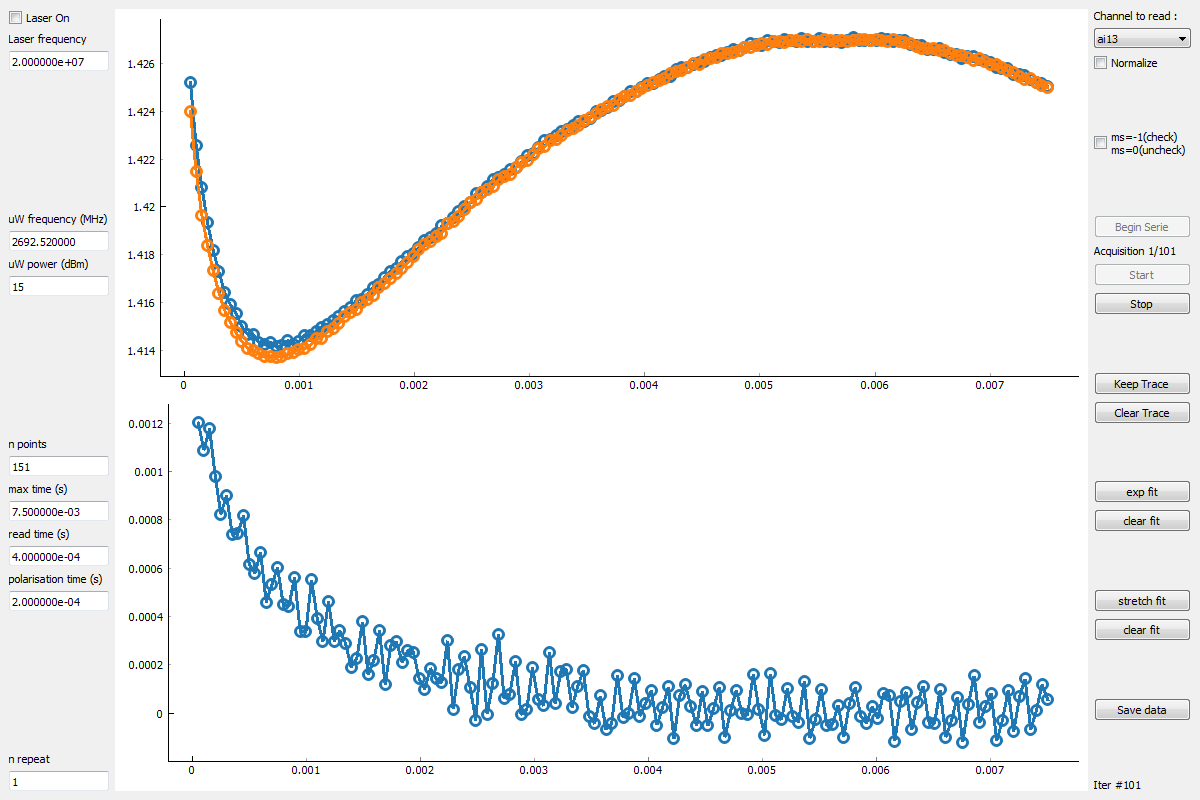 Laser On
Laser frequency
2.000000e+07
uW frequency (MHz)
2692.520000
uW power (dBm)
15
n points
151
max time (s)
7.500000e-03
read time (s)
4.000000e-04
polarisation time (s)
2.000000e-04
n repeat
1
1.426
1.424
1.422
1.42
1.418
1.416
1.414
0
0.001
0.002
0.003
0.004
0.005
0.006
0.007
0.0012
0.001
0.0008
0.0006
0.0004
0.0002
0
0
0.001
0.002
0.003
0.004
0.005
0.006
0.007
Channel to read :
ai13
Normalize
ms=-1(check)
ms=0(uncheck)
Begin Serie
Acquisition 1/101
Start
Stop
Keep Trace
Clear Trace
exp fit
clear fit
stretch fit
clear fit
Save data
Iter #101